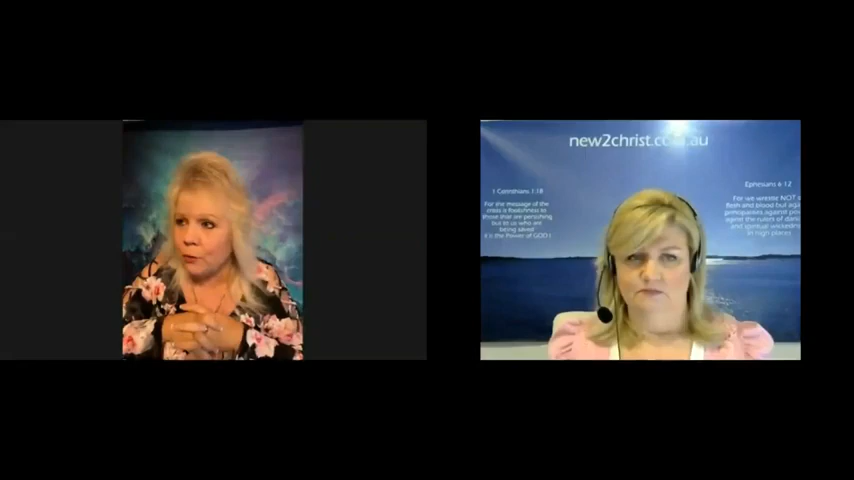 new2christ.com.au
1 Corinthians 1:18
For the message of the
cross is foolishness to
those that are perishing
but to us who are
being saved
it is the Power of GOD!
Ephesians 6:12
For we wrestle NOT
flesh and blood but
principalities against
against the rulers of
and spiritual wickedness
in high places